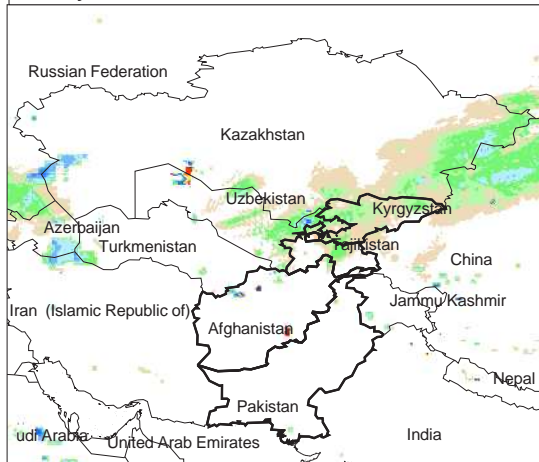 Russian Federation
Kazakhstan
Uzbekistan
Kyrgyzstan
Azerbaijan
Turkmenistan
Tajikistan
China
Iran (Islamic Republic of)
Jammu Kashmir
Afghanistan
Nepal
Pakistan
udi Arabia
United Arab Emirates
India